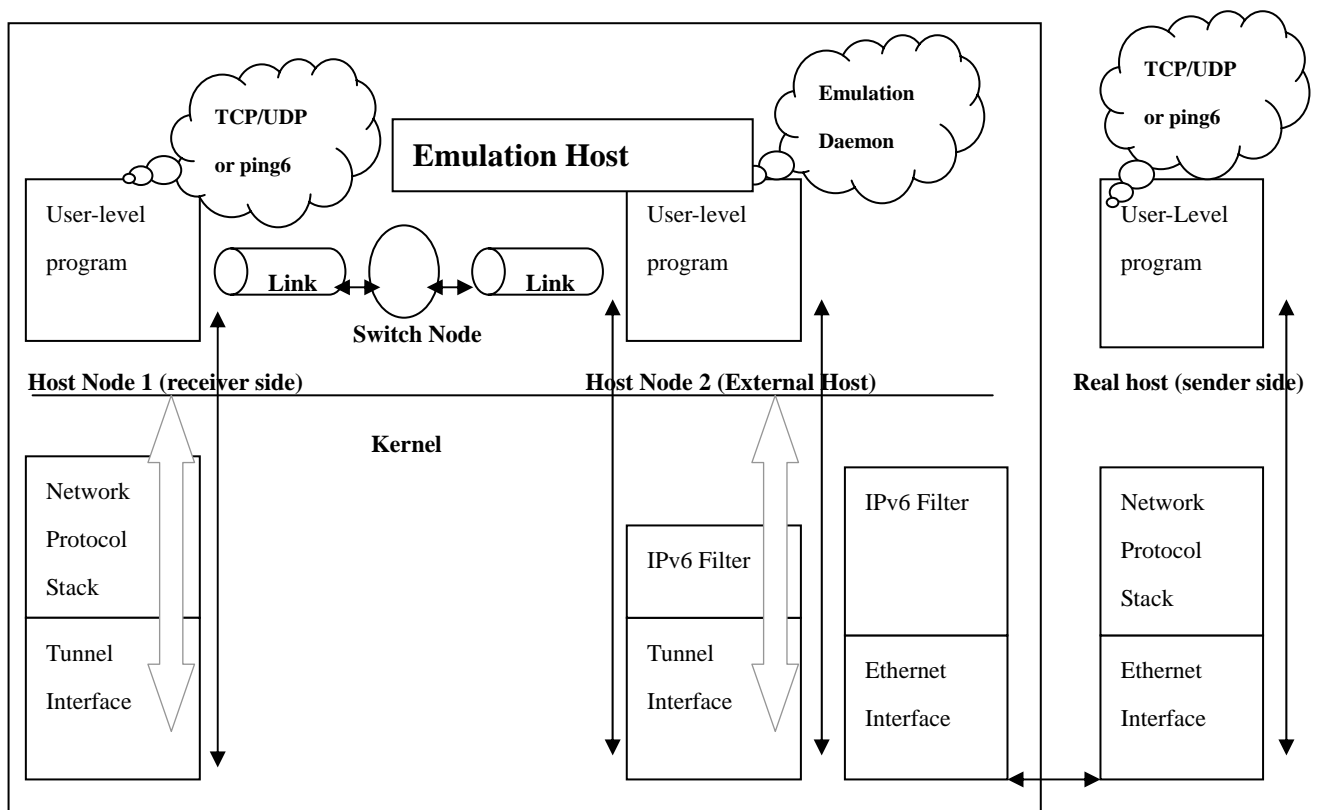 TCP/UDP
or ping6
Emulation Host
Emulation
Daemon
TCP/UDP
or ping6
User-level
program
Link
Link
Switch Node
User-level
program
User-Level
program
Host Node 1 (receiver side)
Host Node 2 (External Host)
Real host (sender side)
Kernel
Network
Protocol
Stack
Tunnel
Interface
IPv6 Filter
Tunnel
Interface
IPv6 Filter
Ethernet
Interface
Network
Protocol
Stack
Ethernet
Interface